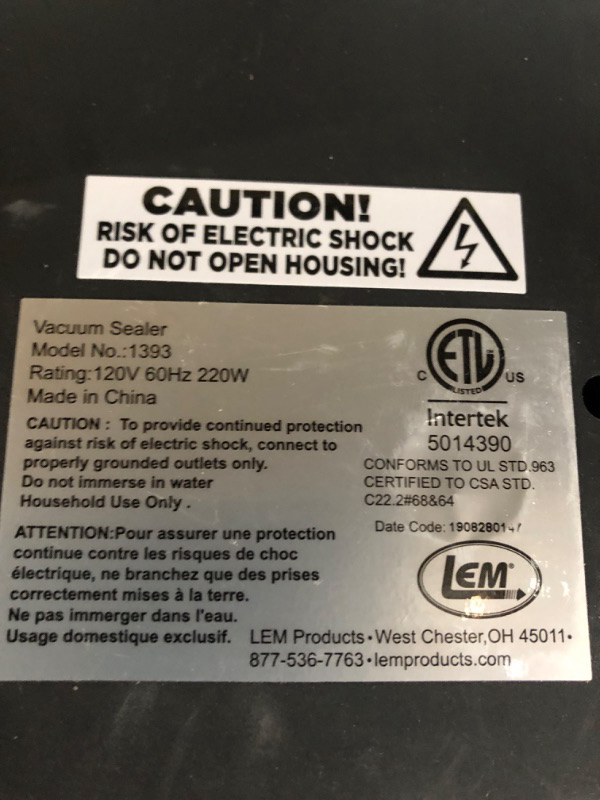 CAUTION!
RISK OF ELECTRIC SHOCK
DO NOT OPEN HOUSING!
Vacuum Sealer
Model No.:1393
Rating:120V 60Hz 220W
Made in China
CAUTION : To provide continued protection
against risk of electric shock, connect to
properly grounded outlets only.
Do not immerse in water
Household Use Only .
ATTENTION:Pour assurer une protection
continue contre les risques de choc
électrique, ne branchez que des prises
correctement mises à la terre.
Ne pas immerger dans l'eau.
Usage domestique exclusif.
ETL
LISTED
C US
Intertek
5014390
CONFORMS TO UL STD.963
CERTIFIED TO CSA STD.
C22.2#68&64
Date Code:
LEM®
LEM Products•West Chester,OH 45011•
877-536-7763•lemproducts.com